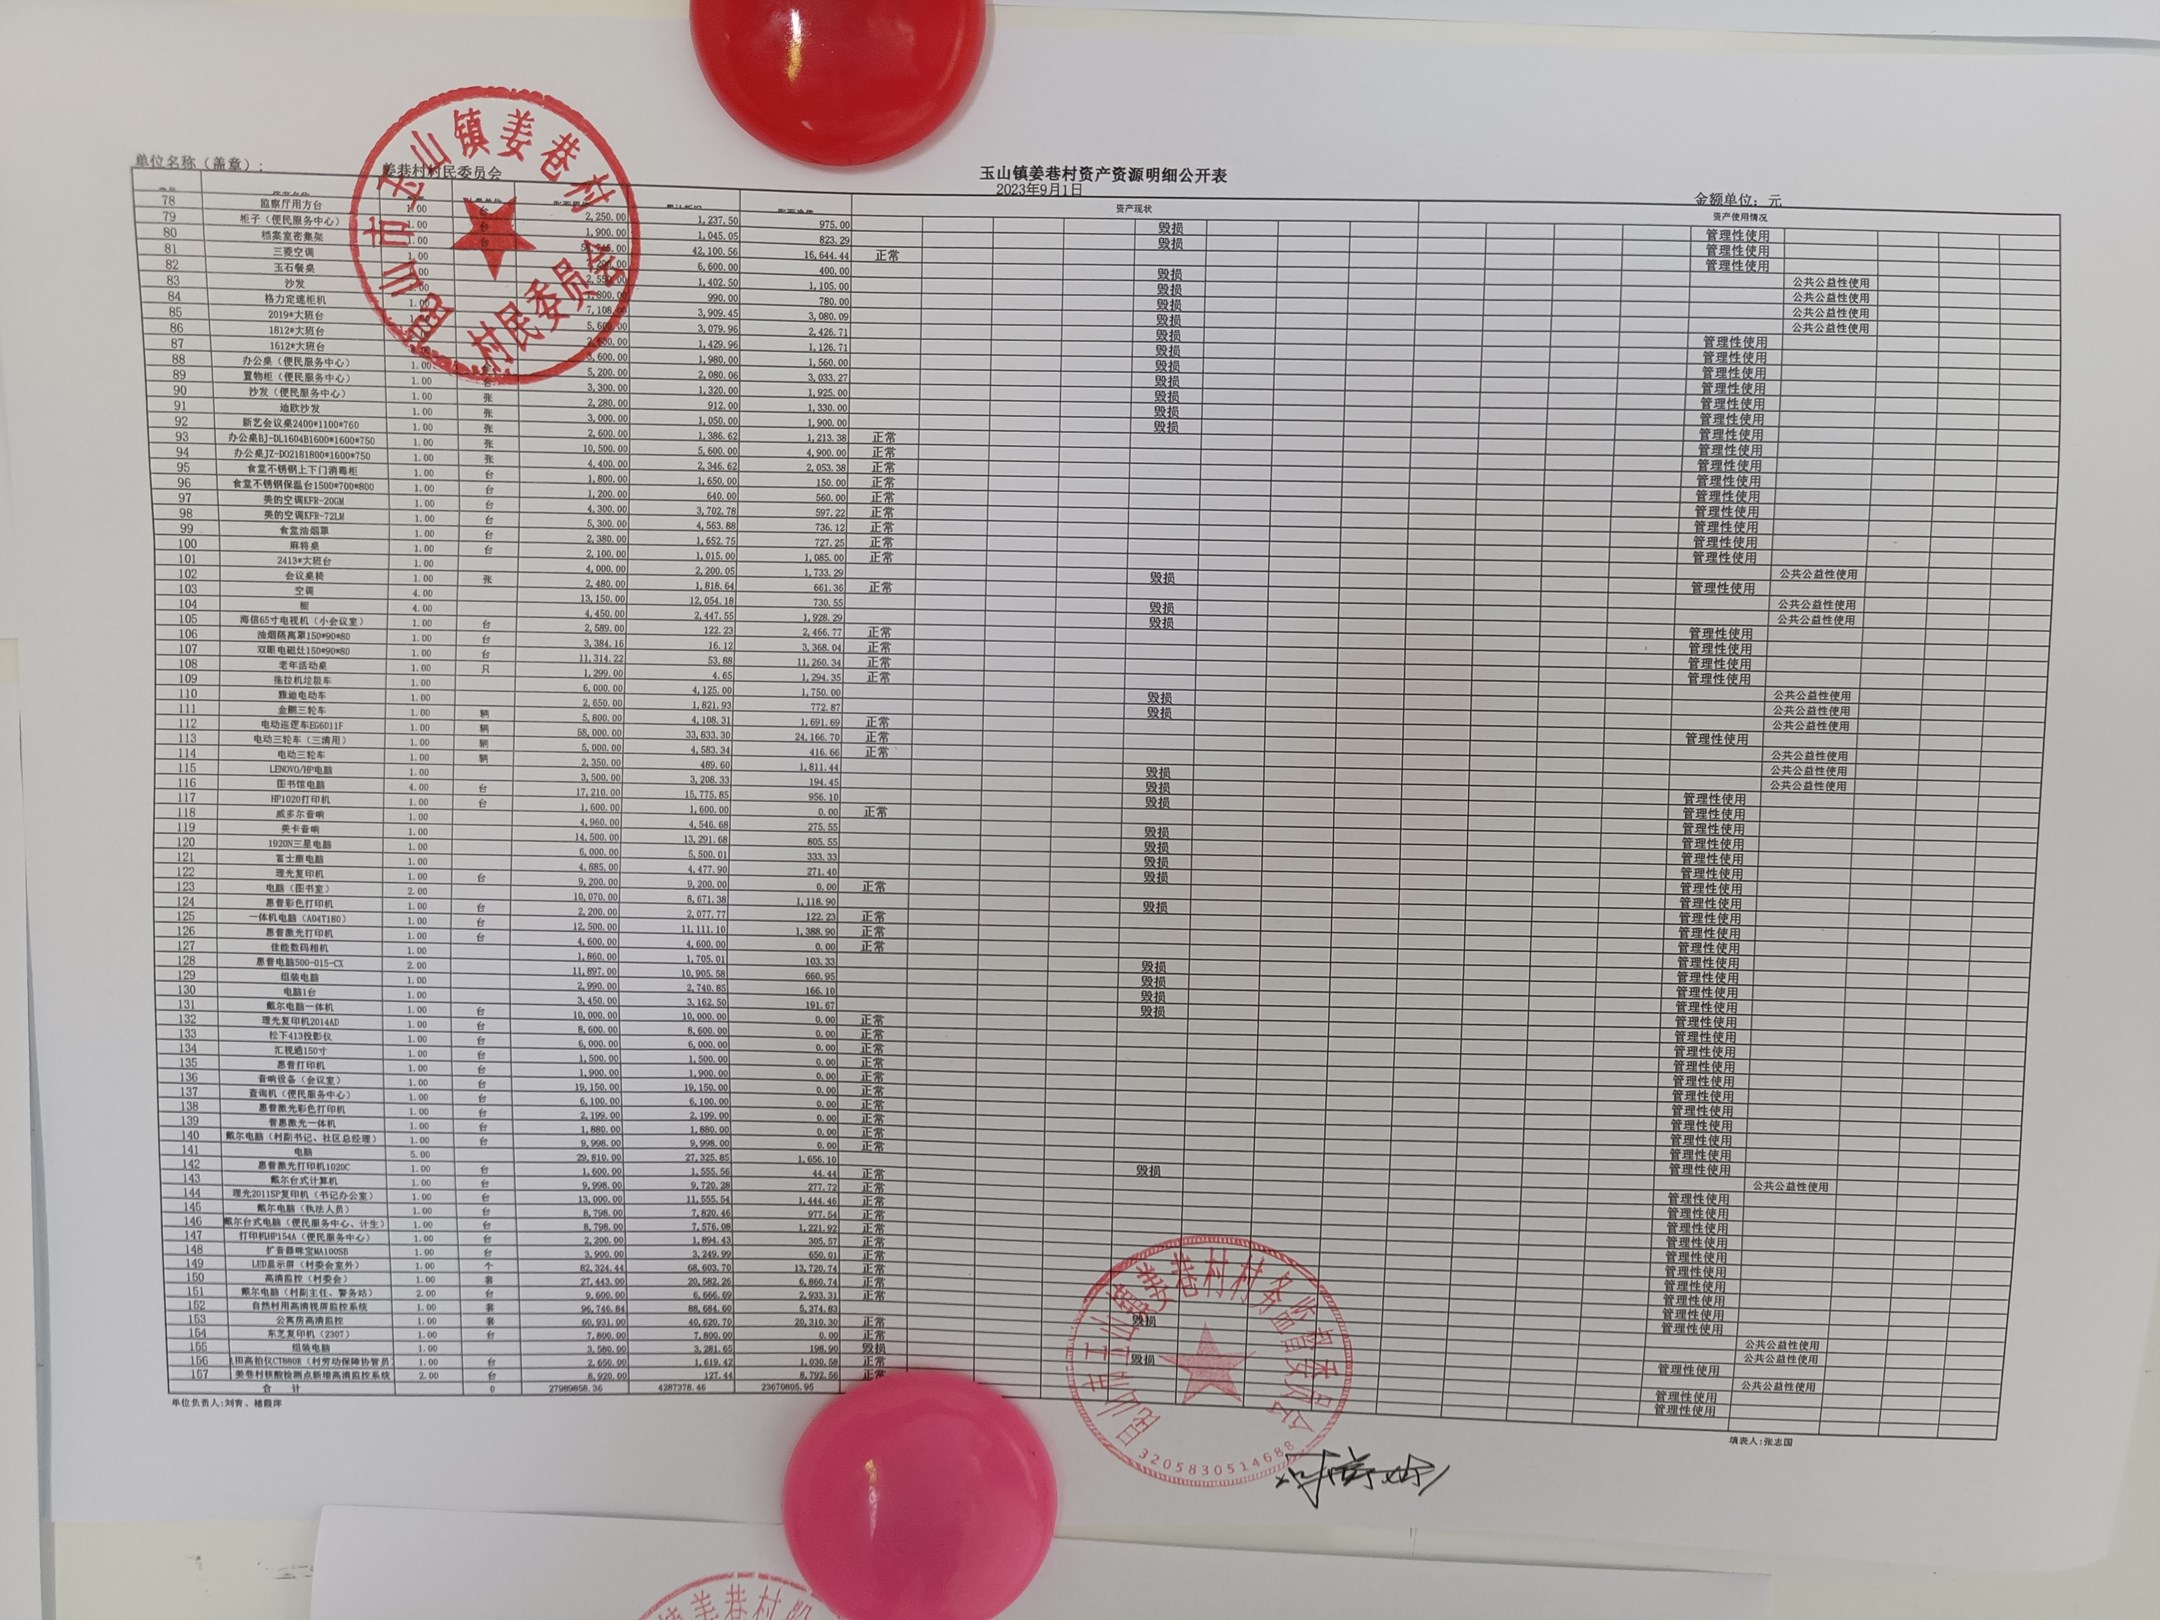 玉山镇姜巷村资产资源明细公开表
2023年9月1日
单位名称（盖章）： 姜巷村村民委员会 金额单位：元
资产现状 资产使用情况
78 监察厅用方台 1.00 台 2,250.00 1,237.50 975.00 毁损 管理性使用
79 柜子（便民服务中心） 1.00 台 1,900.00 1,045.05 823.29 毁损 管理性使用
80 档案室密集架 1.00 台 42,100.56 16,644.44 正常 管理性使用
81 三菱空调 1.00 6,600.00 400.00 毁损 公共公益性使用
82 玉石餐桌 1.00 2,550.00 1,402.50 1,105.00 毁损 公共公益性使用
83 沙发 1,800.00 990.00 780.00 毁损 公共公益性使用
84 格力定速柜机 1.00 7,108.00 3,909.45 3,080.09 毁损 公共公益性使用
85 2019*大班台 5,600.00 3,079.96 2,426.71 毁损 管理性使用
86 1812*大班台 2,600.00 1,429.96 1,126.71 毁损 管理性使用
87 1612*大班台 3,600.00 1,980.00 1,560.00 毁损 管理性使用
88 办公桌（便民服务中心） 1.00 5,200.00 2,080.06 3,033.27 毁损 管理性使用
89 置物柜（便民服务中心） 1.00 台 3,300.00 1,320.00 1,925.00 毁损 管理性使用
90 沙发（便民服务中心） 1.00 张 2,280.00 912.00 1,330.00 毁损 管理性使用
91 迪欧沙发 1.00 张 3,000.00 1,050.00 1,900.00 毁损 管理性使用
92 新艺会议桌2400*1100*760 1.00 张 2,600.00 1,386.62 1,213.38 正常 管理性使用
93 办公桌BJ-DL1604B1600*1600*750 1.00 张 10,500.00 5,600.00 4,900.00 正常 管理性使用
94 办公桌JZ-D02181800*1600*750 1.00 张 4,400.00 2,346.62 2,053.38 正常 管理性使用
95 食堂不锈钢上下门消毒柜 1.00 台 1,800.00 1,650.00 150.00 正常 管理性使用
96 食堂不锈钢保温台1500*700*800 1.00 台 1,200.00 640.00 560.00 正常 管理性使用
97 美的空调KFR-20GM 1.00 台 4,300.00 3,702.78 597.22 正常 管理性使用
98 美的空调KFR-72LM 1.00 台 5,300.00 4,563.88 736.12 正常 管理性使用
99 食堂油烟罩 1.00 台 2,380.00 1,652.75 727.25 正常 管理性使用
100 麻将桌 1.00 台 2,100.00 1,015.00 1,085.00 正常 公共公益性使用
101 2413*大班台 1.00 4,000.00 2,200.05 1,733.29 毁损 管理性使用
102 会议桌椅 1.00 张 2,480.00 1,818.64 661.36 正常 公共公益性使用
103 空调 4.00 13,150.00 12,054.18 730.55 毁损 公共公益性使用
104 柜 4.00 4,450.00 2,447.55 1,928.29 毁损 管理性使用
105 海信65寸电视机（小会议室） 1.00 台 2,589.00 122.23 2,466.77 正常 管理性使用
106 油烟隔离罩150*90*80 1.00 台 3,384.16 16.12 3,368.04 正常 管理性使用
107 双眼电磁灶150*90*80 1.00 台 11,314.22 53.88 11,260.34 正常 管理性使用
108 老年活动桌 1.00 只 1,299.00 4.65 1,294.35 正常 公共公益性使用
109 拖拉机垃圾车 1.00 6,000.00 4,125.00 1,750.00 毁损 公共公益性使用
110 雅迪电动车 1.00 2,650.00 1,821.93 772.87 毁损 公共公益性使用
111 金鹏三轮车 1.00 辆 5,800.00 4,108.31 1,691.69 正常 管理性使用
112 电动巡逻车EG6011F 1.00 辆 58,000.00 33,833.30 24,166.70 正常 公共公益性使用
113 电动三轮车（三清用） 1.00 辆 5,000.00 4,583.34 416.66 正常 公共公益性使用
114 电动三轮车 1.00 辆 2,350.00 489.60 1,811.44 毁损 公共公益性使用
115 LENOVO/HP电脑 1.00 3,500.00 3,208.33 194.45 毁损 管理性使用
116 图书馆电脑 4.00 台 17,210.00 15,775.85 956.10 毁损 管理性使用
117 HP1020打印机 1.00 台 1,600.00 1,600.00 0.00 正常 管理性使用
118 威多尔音响 1.00 4,960.00 4,546.68 275.55 毁损 管理性使用
119 美卡音响 1.00 14,500.00 13,291.68 805.55 毁损 管理性使用
120 1920N三星电脑 1.00 6,000.00 5,500.01 333.33 毁损 管理性使用
121 富士康电脑 1.00 4,885.00 4,477.90 271.40 毁损 管理性使用
122 理光复印机 1.00 台 9,200.00 9,200.00 0.00 正常 管理性使用
123 电脑（图书室） 2.00 10,070.00 8,671.38 1,118.90 毁损 管理性使用
124 惠普彩色打印机 1.00 台 2,200.00 2,077.77 122.23 正常 管理性使用
125 一体机电脑（A04T180） 1.00 台 12,500.00 11,111.10 1,388.90 正常 管理性使用
126 惠普激光打印机 1.00 台 4,600.00 4,600.00 0.00 正常 管理性使用
127 佳能数码相机 1.00 1,860.00 1,705.01 103.33 毁损 管理性使用
128 惠普电脑500-015-CX 2.00 11,897.00 10,905.58 660.95 毁损 管理性使用
129 组装电脑 1.00 2,990.00 2,740.85 166.10 毁损 管理性使用
130 电脑1台 1.00 3,450.00 3,162.50 191.67 毁损 管理性使用
131 戴尔电脑一体机 1.00 台 10,000.00 10,000.00 0.00 正常 管理性使用
132 理光复印机2014AD 1.00 台 8,600.00 8,600.00 0.00 正常 管理性使用
133 松下413投影仪 1.00 台 6,000.00 6,000.00 0.00 正常 管理性使用
134 汇视通150寸 1.00 台 1,500.00 1,500.00 0.00 正常 管理性使用
135 惠普打印机 1.00 台 1,900.00 1,900.00 0.00 正常 管理性使用
136 音响设备（会议室） 1.00 台 19,150.00 19,150.00 0.00 正常 管理性使用
137 查询机（便民服务中心） 1.00 台 6,100.00 6,100.00 0.00 正常 管理性使用
138 惠普激光彩色打印机 1.00 台 2,199.00 2,199.00 0.00 正常 管理性使用
139 普惠激光一体机 1.00 台 1,880.00 1,880.00 0.00 正常 管理性使用
140 戴尔电脑（村副书记、社区总经理） 1.00 台 9,998.00 9,998.00 0.00 正常 管理性使用
141 电脑 5.00 29,810.00 27,325.85 1,656.10 毁损 公共公益性使用
142 惠普激光打印机1020C 1.00 台 1,600.00 1,555.56 44.44 正常 管理性使用
143 戴尔台式计算机 1.00 台 9,998.00 9,720.28 277.72 正常 管理性使用
144 理光2011SP复印机（书记办公室） 1.00 台 13,000.00 11,555.54 1,444.46 正常 管理性使用
145 戴尔电脑（执法人员） 1.00 台 8,798.00 7,820.46 977.54 正常 管理性使用
146 戴尔台式电脑（便民服务中心、计生） 1.00 台 8,798.00 7,576.08 1,221.92 正常 管理性使用
147 打印机HP154A（便民服务中心） 1.00 台 2,200.00 1,894.43 305.57 正常 管理性使用
148 扩音器咪宝MA100SB 1.00 台 3,900.00 3,249.99 650.01 正常 管理性使用
149 LED显示屏（村委会室外） 1.00 个 82,324.44 68,603.70 13,720.74 正常 管理性使用
150 高清监控（村委会） 1.00 套 27,443.00 20,582.26 6,860.74 正常 管理性使用
151 戴尔电脑（村副主任、警务站） 2.00 台 9,600.00 6,666.69 2,933.31 正常 管理性使用
152 自然村用高清视屏监控系统 1.00 套 96,746.84 88,684.60 5,374.83 毁损 公共公益性使用
153 公寓房高清监控 1.00 套 60,931.00 40,620.70 20,310.30 正常 公共公益性使用
154 东芝复印机（2307） 1.00 台 7,800.00 7,800.00 0.00 正常 管理性使用
155 组装电脑 1.00 3,580.00 3,281.65 198.90 毁损 毁损 公共公益性使用
156 田高拍仪CT880E（村劳动保障协管员 1.00 台 2,650.00 1,619.42 1,030.58 正常 管理性使用
157 姜巷村核酸检测点新增高清监控系统 2.00 台 8,920.00 127.44 8,792.56 正常 管理性使用
合 计 0 27989858.36 4287378.46 23670805.95
单位负责人:刘育、 填表人:张志国
昆山市玉山镇姜巷村
村民委员会
昆山市玉山镇姜巷村村务监督委员会
3205830514688
姜巷村股